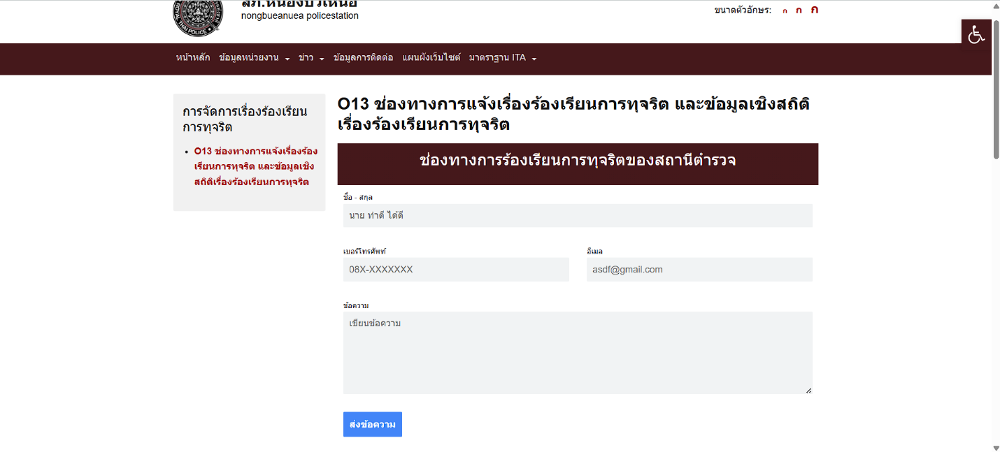 สภ.หนองบัวเหนือ
nongbueanuea policestation
ขนาดตัวอักษร: ก ก ก
ROYAL THAI POLICE
หน้าหลัก ข้อมูลหน่วยงาน ข่าว ข้อมูลการติดต่อ แผนผังเว็บไซต์ มาตราฐาน ITA
การจัดการเรื่องร้องเรียน
การทุจริต
O13 ช่องทางการแจ้งเรื่องร้อง
เรียนการทุจริต และข้อมูลเชิง
สถิติเรื่องร้องเรียนการทุจริต
O13 ช่องทางการแจ้งเรื่องร้องเรียนการทุจริต และข้อมูลเชิงสถิติ
เรื่องร้องเรียนการทุจริต
ช่องทางการร้องเรียนการทุจริตของสถานีตำรวจ
ชื่อ - สกุล
นาย ท่าดี ได้ดี
เบอร์โทรศัพท์ อีเมล
08X-XXXXXXX asdf@gmail.com
ข้อความ
เขียนข้อความ
ส่งข้อความ